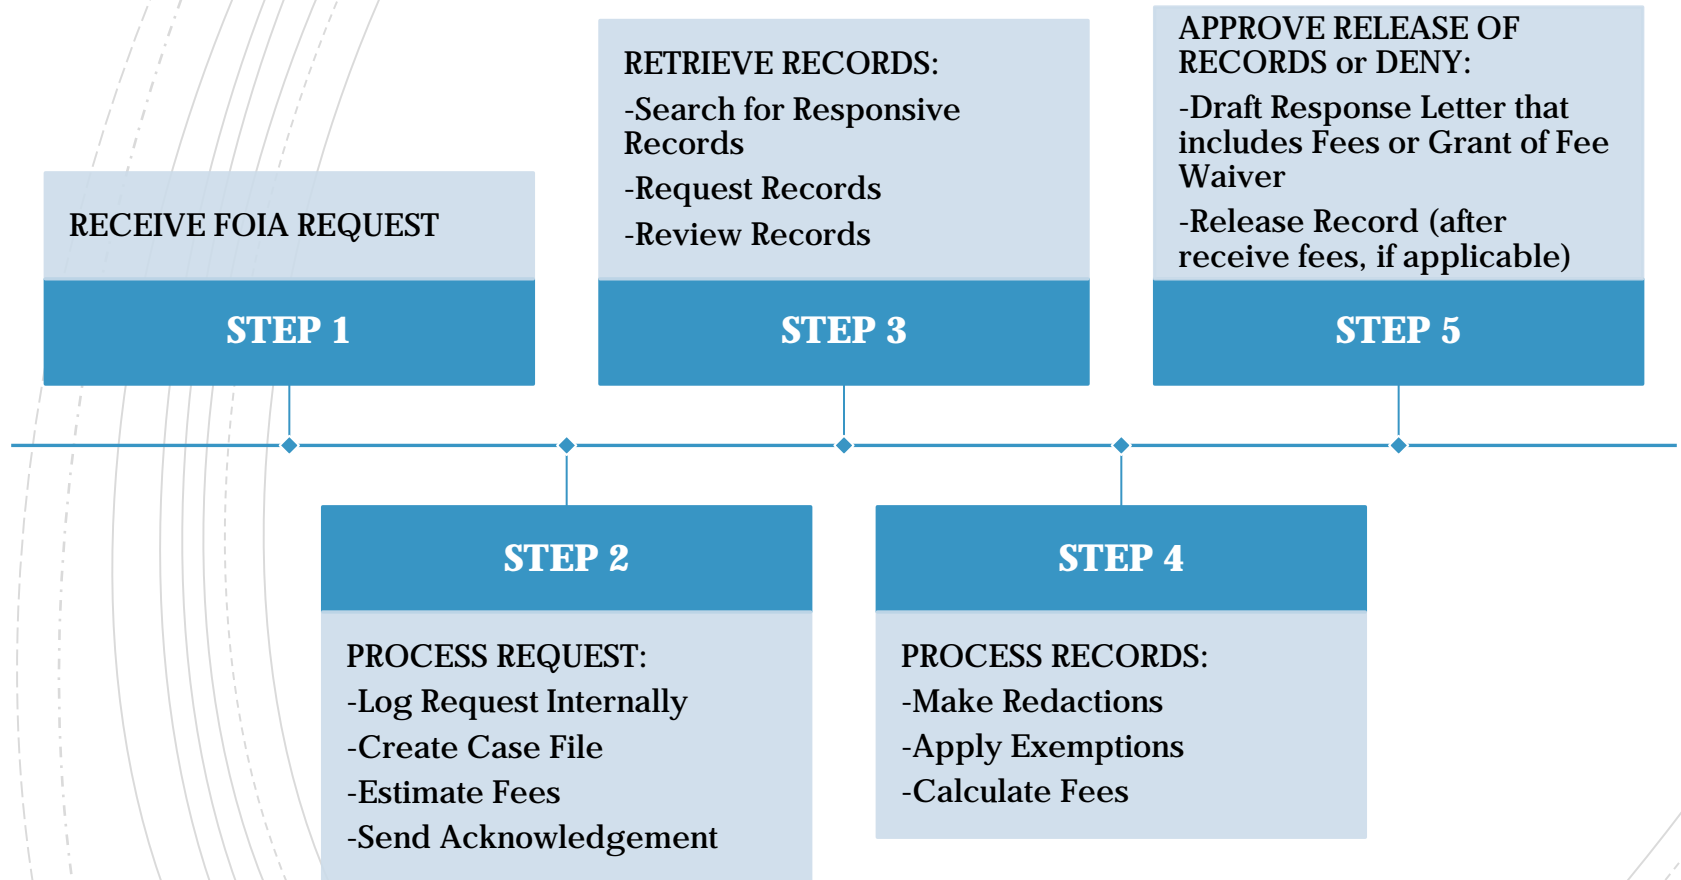 RECEIVE FOIA REQUEST
STEP 1
STEP 2
PROCESS REQUEST:
-Log Request Internally
-Create Case File
-Estimate Fees
-Send Acknowledgement
RETRIEVE RECORDS:
-Search for Responsive
Records
-Request Records
-Review Records
STEP 3
STEP 4
PROCESS RECORDS:
-Make Redactions
-Apply Exemptions
-Calculate Fees
APPROVE RELEASE OF
RECORDS or DENY:
-Draft Response Letter that
includes Fees or Grant of Fee
Waiver
-Release Record (after
receive fees, if applicable)
STEP 5